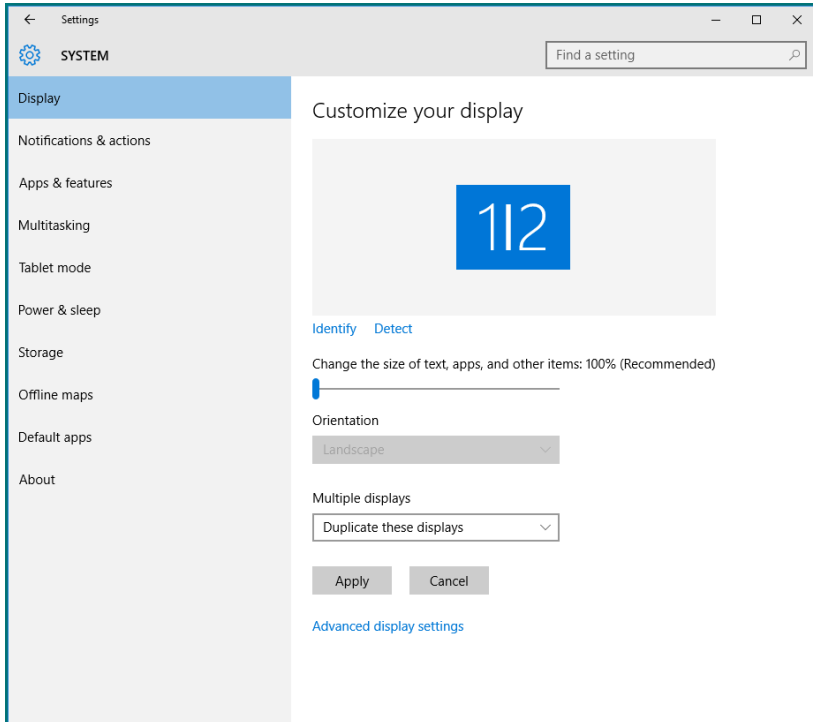 Settings
SYSTEM
Find a setting
Display
Notifications & actions
Apps & features
Multitasking
Tablet mode
Power & sleep
Storage
Offline maps
Default apps
About
Customize your display
1|2
Identify Detect
Change the size of text, apps, and other items: 100% (Recommended)
Orientation
Landscape
Multiple displays
Duplicate these displays
Apply Cancel
Advanced display settings